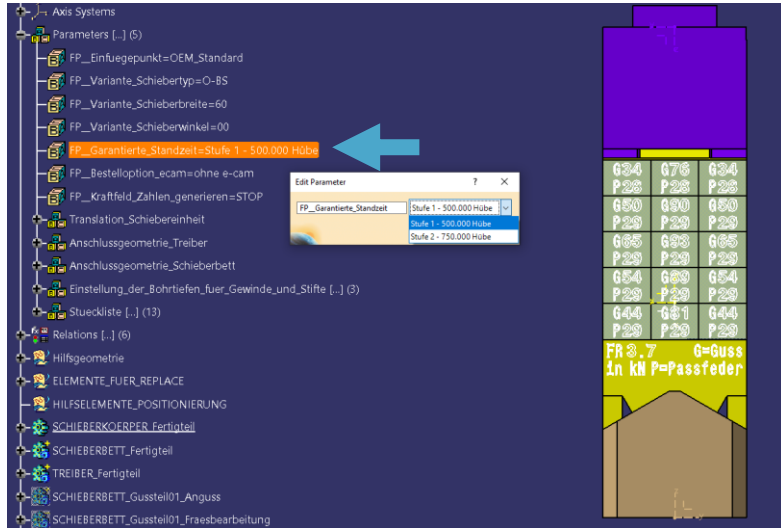 Axis Systems
Parameters [...] (5)
FP__Einfuegepunkt=OEM_Standard
FP__Variante_Schiebertyp=O-BS
FP__Variante_Schieberbreite=60
FP__Variante_Schieberwinkel=00
FP__Garantierte_Standzeit=Stufe 1 - 500.000 Hübe
FP__Bestelloption_ecam=ohne e-cam
FP__Kraftfeld_Zahlen_generieren=STOP
Translation_Schiebereinheit
Anschlussgeometrie_Treiber
Anschlussgeometrie_Schieberbett
Einstellung_der_Bohrtiefen_fuer_Gewinde_und_Stifte [...] (3)
Stueckliste [...] (13)
Relations [...] (6)
Hilfsgeometrie
ELEMENTE_FUER_REPLACE
HILFSELEMENTE_POSITIONIERUNG
SCHIEBERKOERPER_Fertigteil
SCHIEBERBETT_Fertigteil
TREIBER_Fertigteil
SCHIEBERBETT_Gussteil01_Anguss
SCHIEBERBETT_Gussteil01_Fraesbearbeitung
Edit Parameter ? ×
FP__Garantierte_Standzeit Stufe 1 - 500.000 Hübe
Stufe 1 - 500.000 Hübe
Stufe 2 - 750.000 Hübe
G34 G76 G34
P28 P28 P28
G50 G90 G50
P29 P29 P29
G65 G93 G65
P29 P29 P29
G54 G54
P29 P29 P29
G44 G81 G44
P29 P29 P29
FR 3.7 G=Guss
in kN P=Passfeder